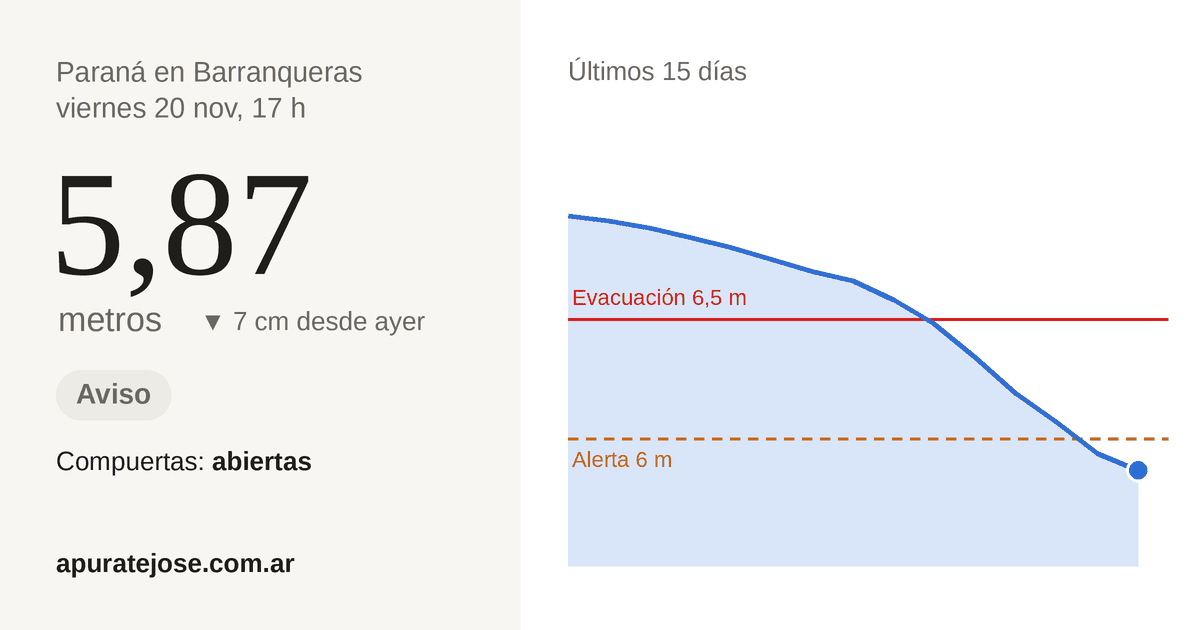 Paraná en Barranqueras
viernes 20 nov, 17 h
5,87
metros ▼ 7 cm desde ayer
Aviso
Compuertas: abiertas
apuratejose.com.ar
Últimos 15 días
Evacuación 6,5 m
Alerta 6 m